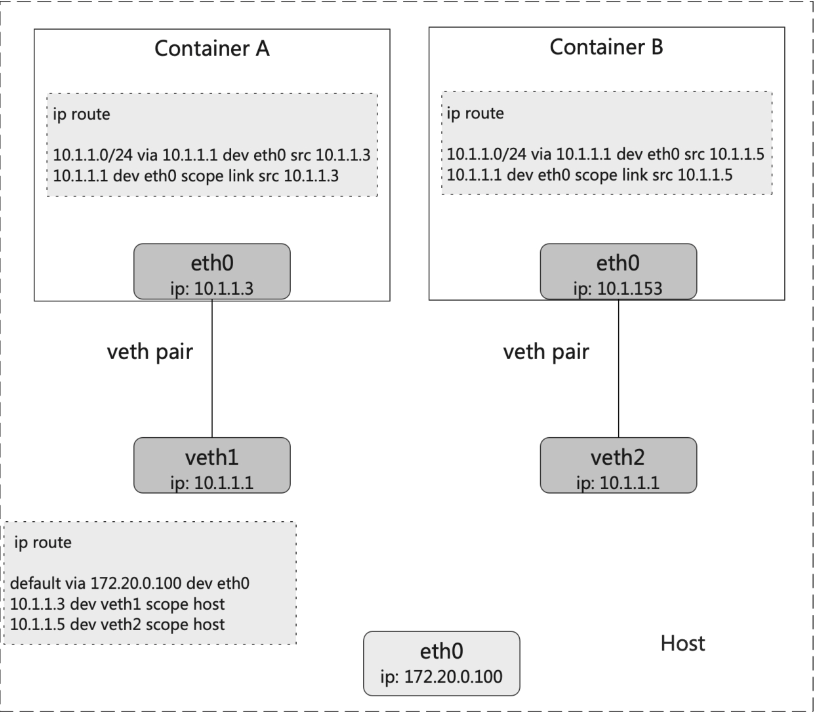 Container A
ip route
10.1.1.0/24 via 10.1.1.1 dev eth0 src 10.1.1.3
10.1.1.1 dev eth0 scope link src 10.1.1.3
eth0
ip: 10.1.1.3
veth pair
veth1
ip: 10.1.1.1
Container B
ip route
10.1.1.0/24 via 10.1.1.1 dev eth0 src 10.1.1.5
10.1.1.1 dev eth0 scope link src 10.1.1.5
eth0
ip: 10.1.153
veth pair
veth2
ip: 10.1.1.1
ip route
default via 172.20.0.100 dev eth0
10.1.1.3 dev veth1 scope host
10.1.1.5 dev veth2 scope host
eth0
ip: 172.20.0.100
Host